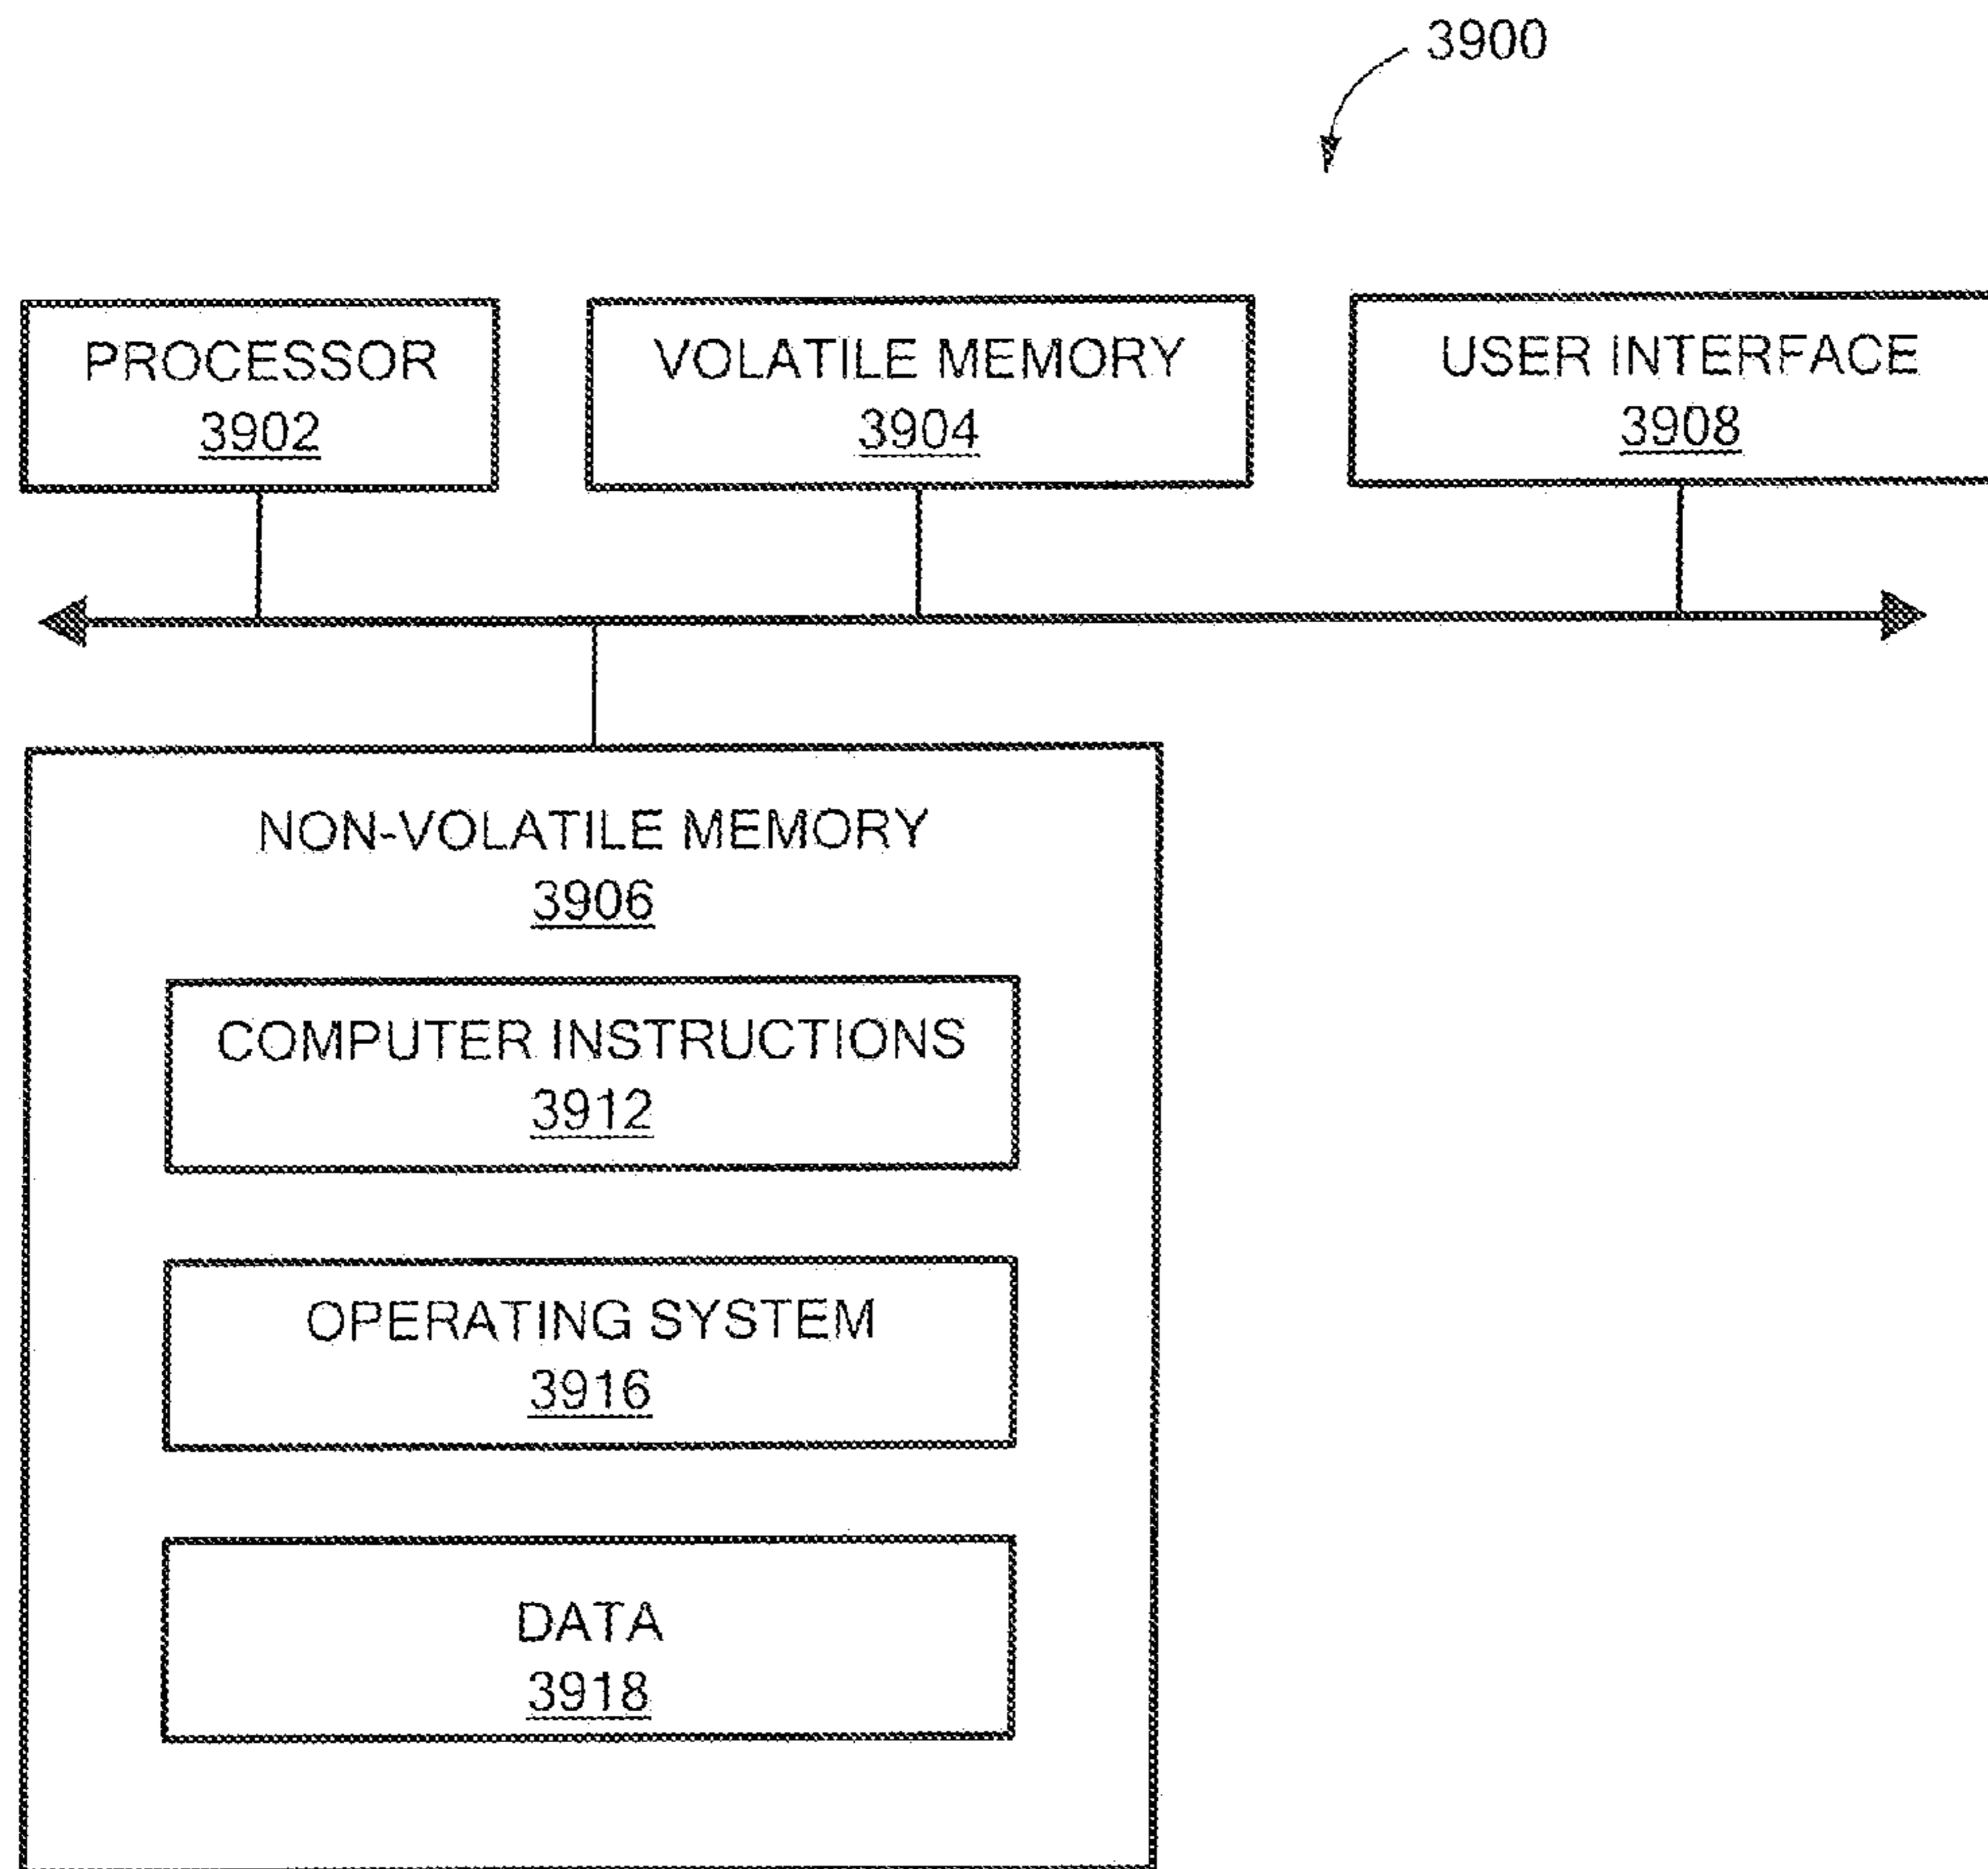 3900
PROCESSOR
3902
VOLATILE MEMORY
3904
USER INTERFACE
3908
NON-VOLATILE MEMORY
3906
COMPUTER INSTRUCTIONS
3912
OPERATING SYSTEM
3916
DATA
3918